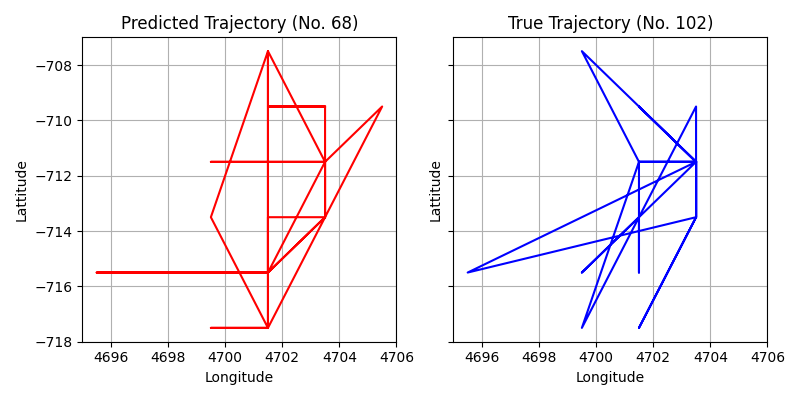 Predicted Trajectory (No. 68)
True Trajectory (No. 102)
Lattitude
−708
−710
−712
−714
−716
−718
4696 4698 4700 4702 4704 4706
Longitude
Lattitude
4696 4698 4700 4702 4704 4706
Longitude